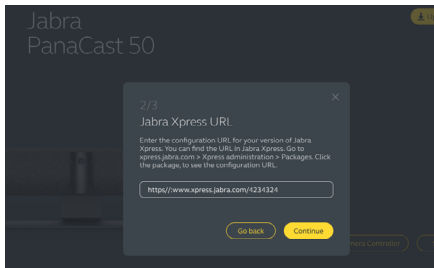 Jabra
PanaCast 50
2/3
Jabra Xpress URL
Enter the configuration URL for your version of Jabra
Xpress. You can find the URL in Jabra Xpress. Go to
xpress.jabra.com > Xpress administration > Packages. Click
the package, to see the configuration URL.
https//:www.xpress.jabra.com/4234324
Go back
Continue
mera Controller